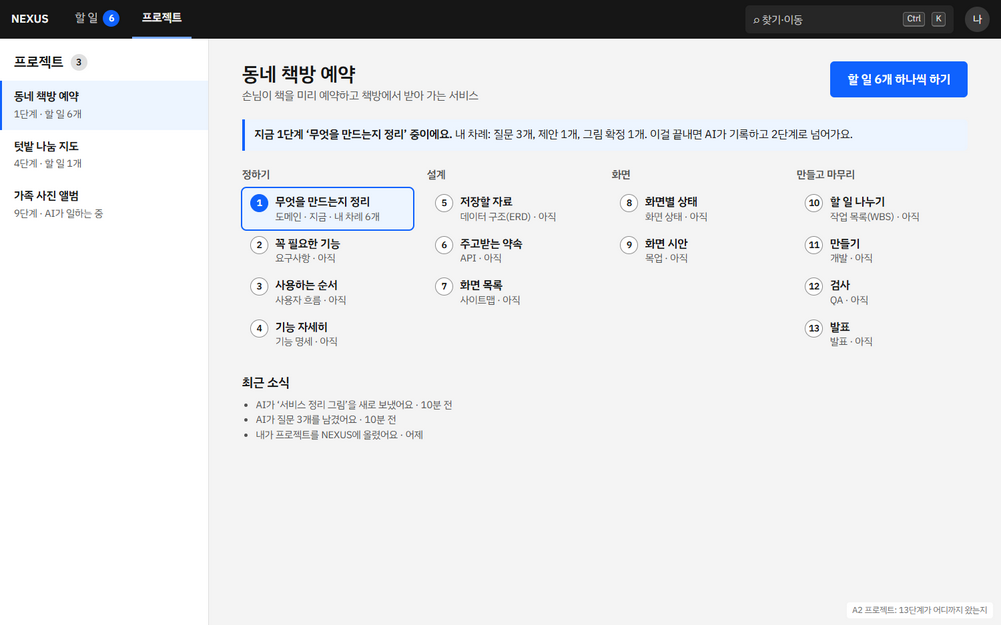 NEXUS
할 일 6
프로젝트
찾기·이동
Ctrl K
나
프로젝트 3
동네 책방 예약
1단계 · 할 일 6개
텃밭 나눔 지도
4단계 · 할 일 1개
가족 사진 앨범
9단계 · AI가 일하는 중
동네 책방 예약
손님이 책을 미리 예약하고 책방에서 받아 가는 서비스
할 일 6개 하나씩 하기
지금 1단계 ‘무엇을 만드는지 정리’ 중이에요. 내 차례: 질문 3개, 제안 1개, 그림 확정 1개. 이걸 끝내면 AI가 기록하고 2단계로 넘어가요.
정하기
1 무엇을 만드는지 정리
도메인 · 지금 · 내 차례 6개
2 꼭 필요한 기능
요구사항 · 아직
3 사용하는 순서
사용자 흐름 · 아직
4 기능 자세히
기능 명세 · 아직
설계
5 저장할 자료
데이터 구조(ERD) · 아직
6 주고받는 약속
API · 아직
7 화면 목록
사이트맵 · 아직
화면
8 화면별 상태
화면 상태 · 아직
9 화면 시안
목업 · 아직
만들고 마무리
10 할 일 나누기
작업 목록(WBS) · 아직
11 만들기
개발 · 아직
12 검사
QA · 아직
13 발표
발표 · 아직
최근 소식
• AI가 ‘서비스 정리 그림’을 새로 보냈어요 · 10분 전
• AI가 질문 3개를 남겼어요 · 10분 전
• 내가 프로젝트를 NEXUS에 올렸어요 · 어제
A2 프로젝트: 13단계가 어디까지 왔는지